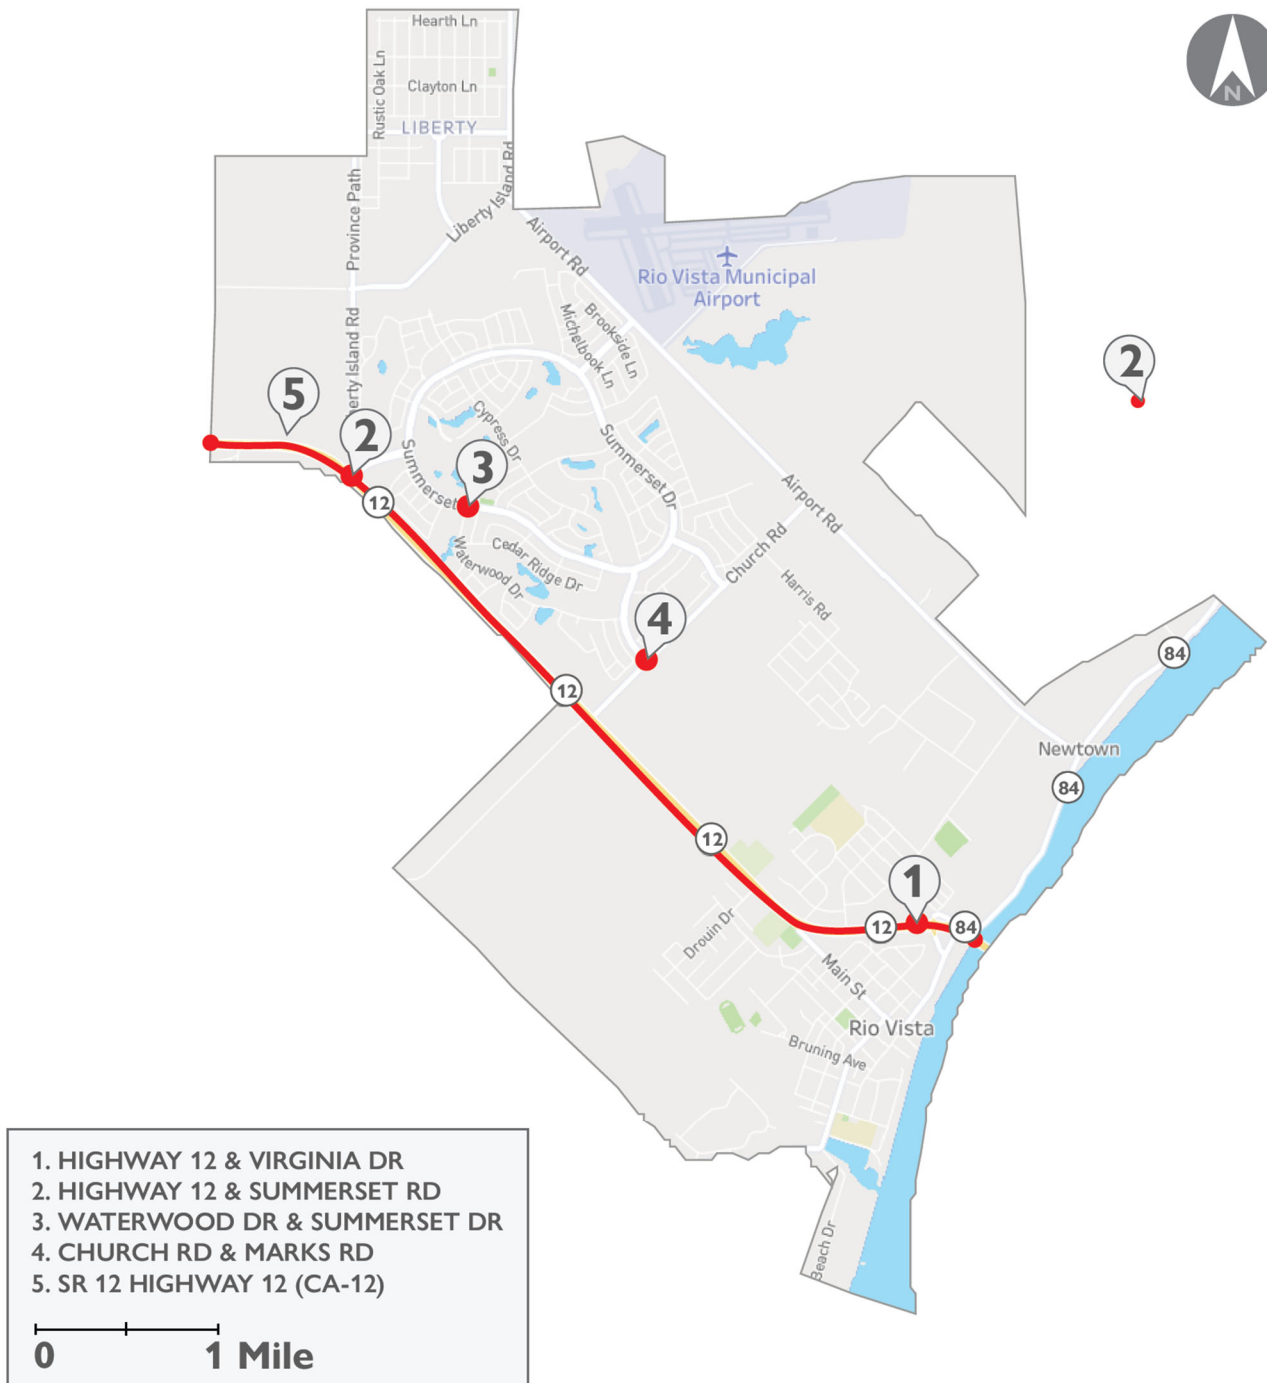 Hearth Ln
Rustic Oak Ln
Clayton Ln
LIBERTY
N
Province Path
Liberty Island Rd
Airport Rd
Rio Vista Municipal
Airport
Brookside Ln
Michelbook Ln
erty Island Rd
2
5
2
Cypress Dr
Summerset Dr
Summerset
3
12
Airport Rd
Church Rd
Cedar Ridge Dr
Waterwood Dr
Harris Rd
4
84
12
Newtown
84
12
1
12
84
Drouin Dr
Main St
Rio Vista
Bruning Ave
Beach Dr
1. HIGHWAY 12 & VIRGINIA DR
2. HIGHWAY 12 & SUMMERSET RD
3. WATERWOOD DR & SUMMERSET DR
4. CHURCH RD & MARKS RD
5. SR 12 HIGHWAY 12 (CA-12)
0 1 Mile